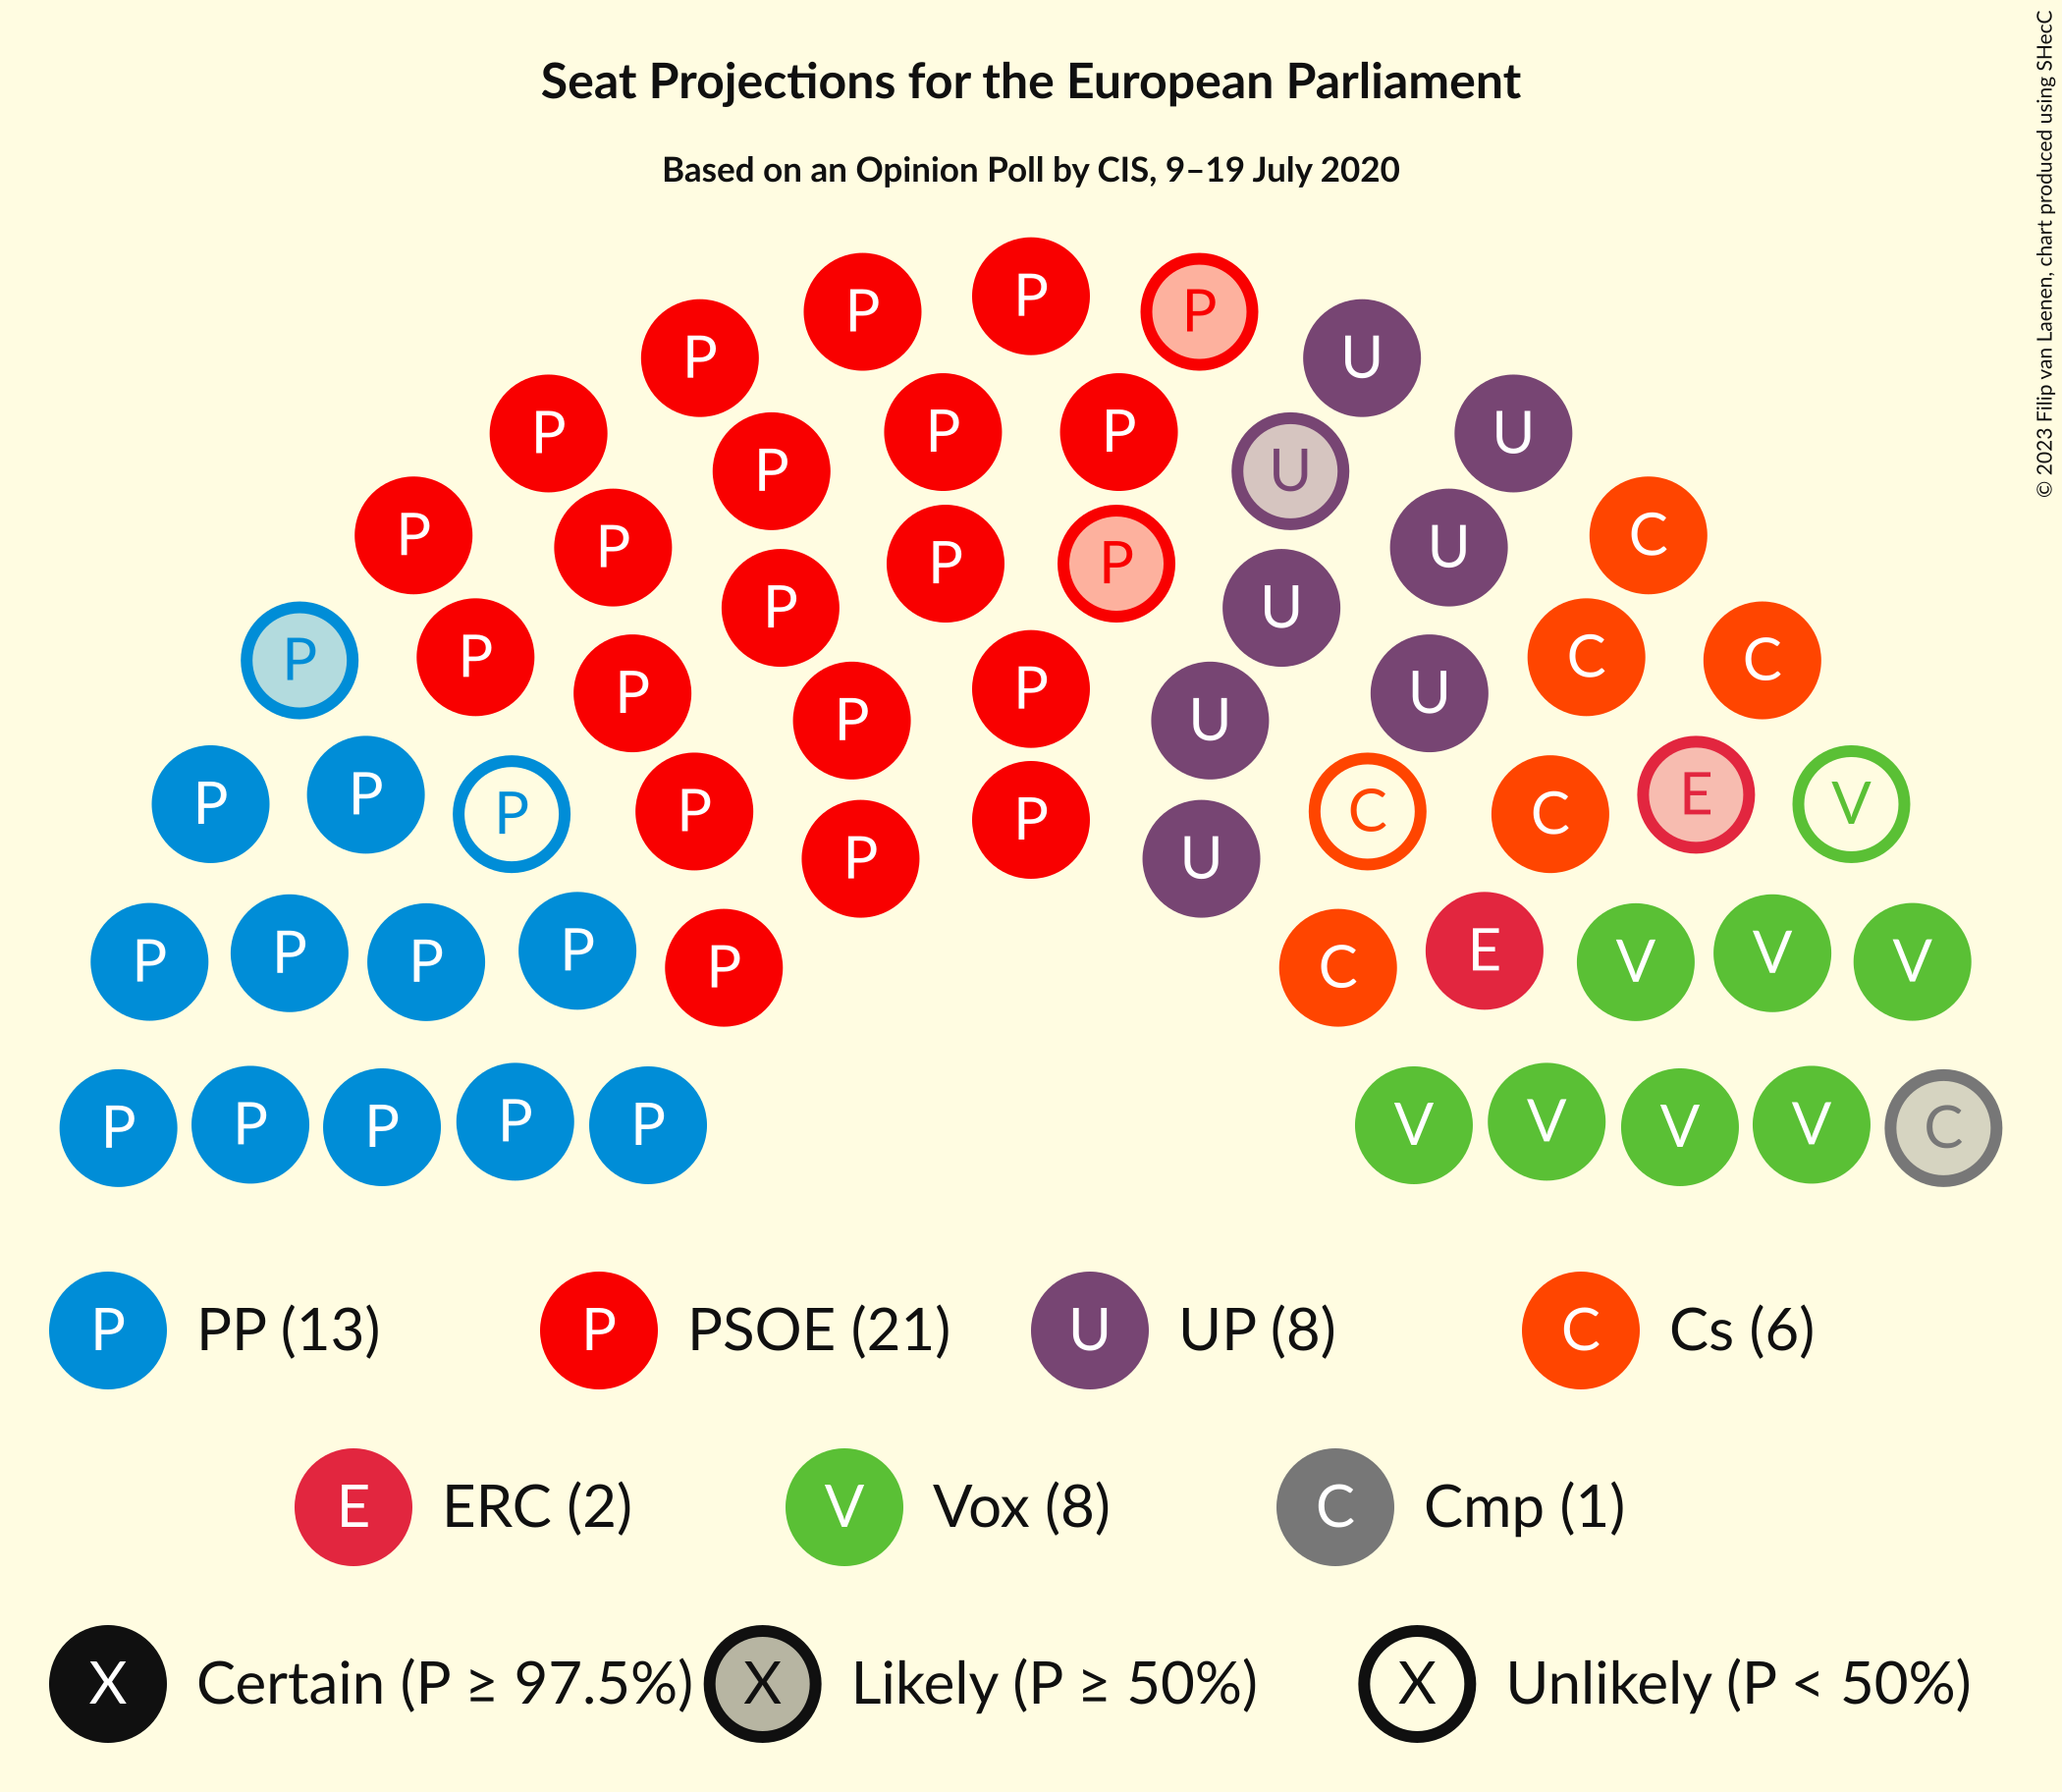 Seat Projections for the European Parliament
Based on an Opinion Poll by CIS, 9–19 July 2020
© 2023 Filip van Laenen, chart produced using SHecC
P P P P
P P U
P P P U
P U
P P P U
P P U C
P P P U
P P P C C
P P U
P P P E V
P P C C
P P U
P P P P E V V V
P C
P P P P P V V V V C
P PP (13) P PSOE (21) U UP (8) C Cs (6)
E ERC (2) V Vox (8) C Cmp (1)
X Certain (P ≥ 97.5%) X Likely (P ≥ 50%) X Unlikely (P < 50%)